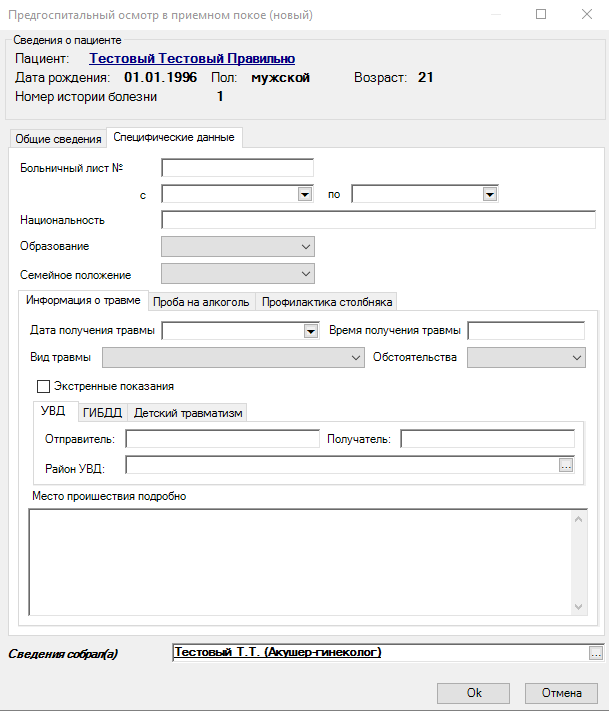 Предгоспитальный осмотр в приемном покое (новый)
Сведения о пациенте
Пациент: Тестовый Тестовый Правильно
Дата рождения: 01.01.1996 Пол: мужской Возраст: 21
Номер истории болезни 1
Общие сведения Специфические данные
Больничный лист №
с по
Национальность
Образование
Семейное положение
Информация о травме Проба на алкоголь Профилактика столбняка
Дата получения травмы Время получения травмы
Вид травмы Обстоятельства
Экстренные показания
УВД ГИБДД Детский травматизм
Отправитель: Получатель:
Район УВД: ...
Место проишествия подробно
Сведения собрал(а) Тестовый Т.Т. (Акушер-гинеколог) ...
Ok Отмена